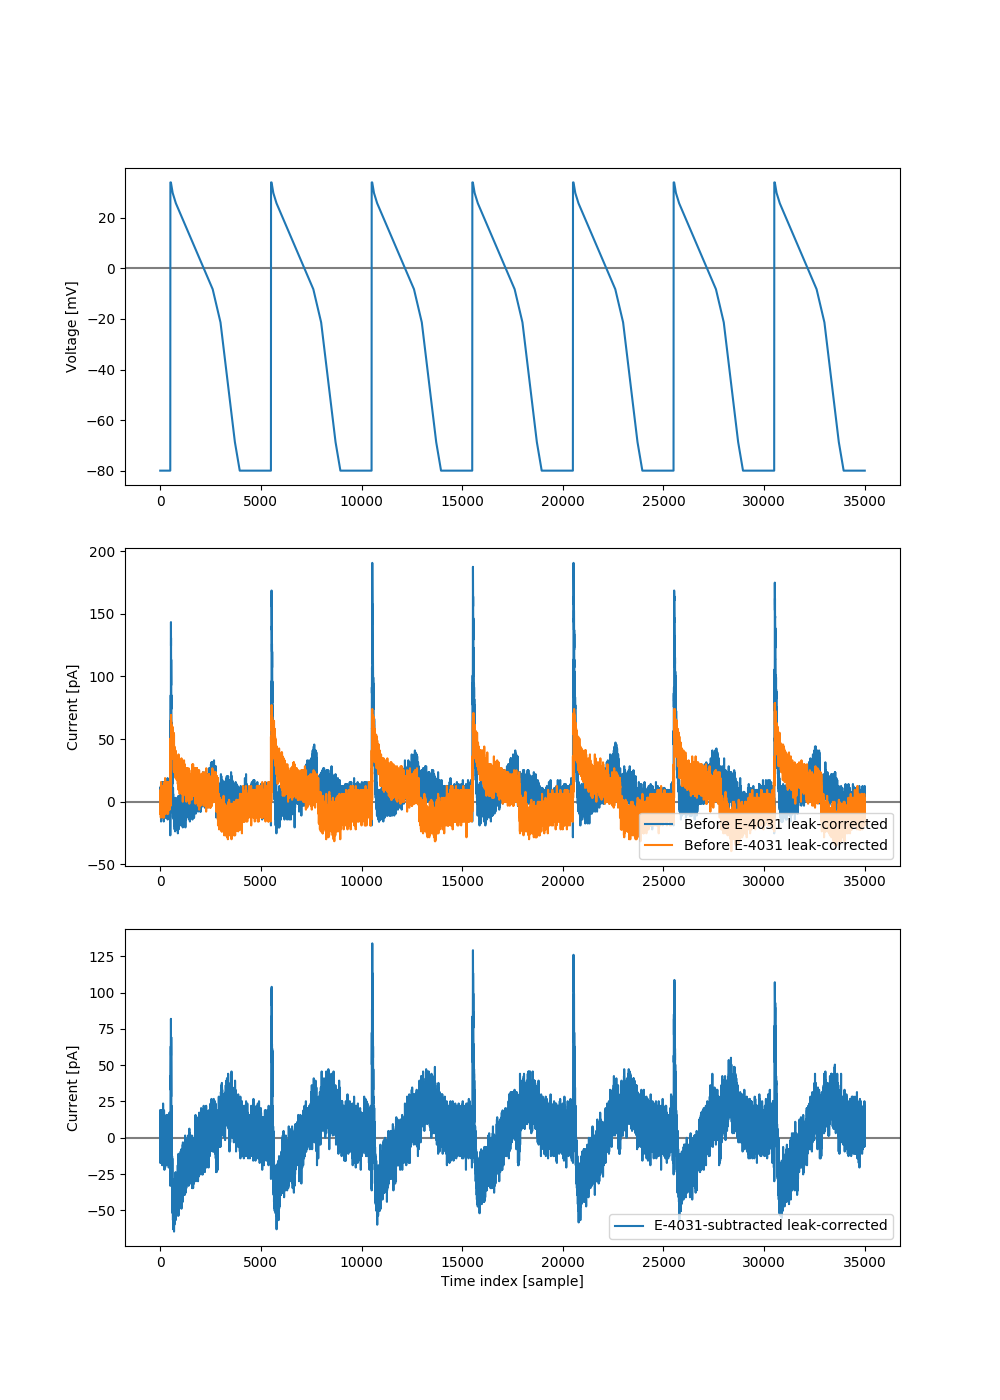 20
0
−20
−40
−60
−80
Voltage [mV]
0 5000 10000 15000 20000 25000 30000 35000
200
150
100
50
0
−50
Current [pA]
Before E-4031 leak-corrected
Before E-4031 leak-corrected
0 5000 10000 15000 20000 25000 30000 35000
125
100
75
50
25
0
−25
−50
Current [pA]
E-4031-subtracted leak-corrected
0 5000 10000 15000 20000 25000 30000 35000
Time index [sample]